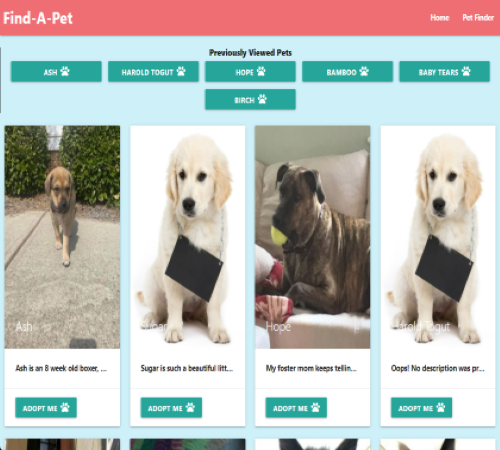 Find-A-Pet
Home Pet Finder
Previously Viewed Pets
ASH HAROLD TOGUT HOPE BAMBOO BABY TEARS
BIRCH
Ash Sugar Hope Harold Togut
Ash is an 8 week old boxer, ... Sugar is such a beautiful litt... My foster mom keeps tellin... Oops! No description was pr...
ADOPT ME ADOPT ME ADOPT ME ADOPT ME